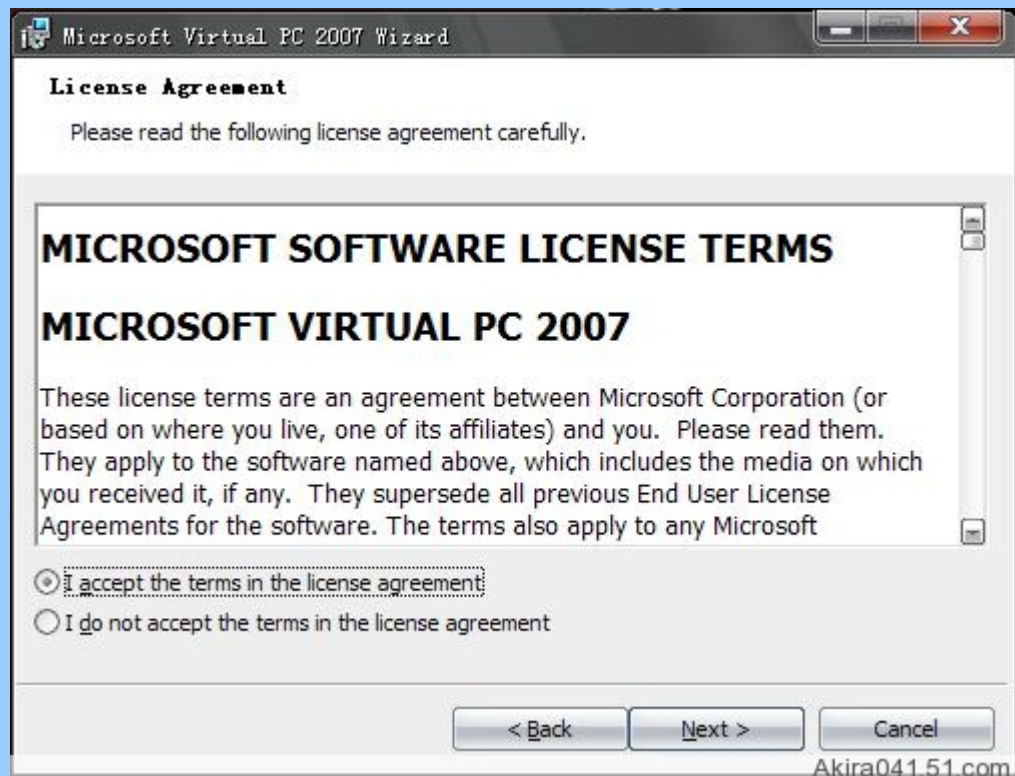 Microsoft Virtual PC 2007 Wizard
License Agreement
Please read the following license agreement carefully.
MICROSOFT SOFTWARE LICENSE TERMS
MICROSOFT VIRTUAL PC 2007
These license terms are an agreement between Microsoft Corporation (or
based on where you live, one of its affiliates) and you.  Please read them.
They apply to the software named above, which includes the media on which
you received it, if any.  They supersede all previous End User License
Agreements for the software. The terms also apply to any Microsoft
I accept the terms in the license agreement
I do not accept the terms in the license agreement
< Back
Next >
Cancel
Akira041.51.com